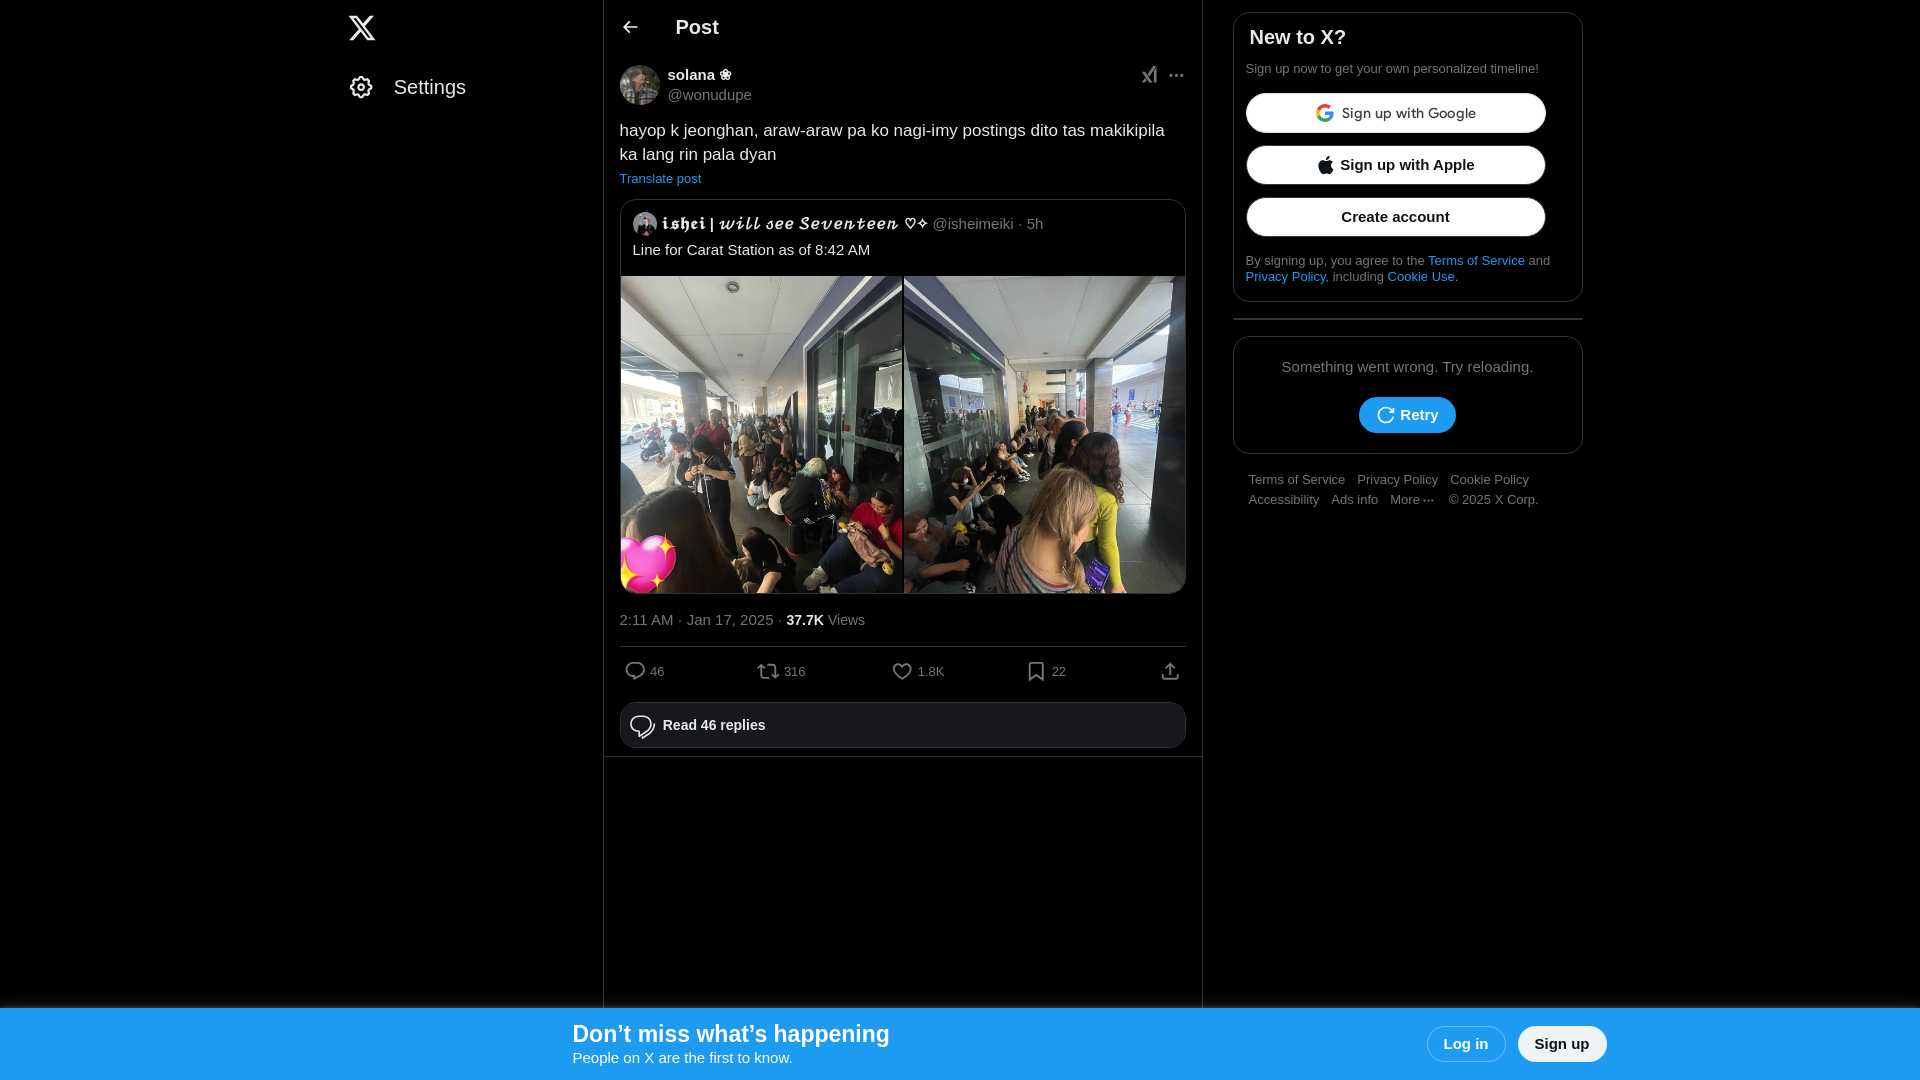 Post
Settings
solana ❀
@wonudupe
hayop k jeonghan, araw-araw pa ko nagi-imy postings dito tas makikipila
ka lang rin pala dyan
Translate post
𝖎𝖘𝖍𝖊𝖎 | 𝔀𝓲𝓵𝓵 𝓼𝓮𝓮 𝓢𝓮𝓿𝓮𝓷𝓽𝓮𝓮𝓷 ♡✧ @isheimeiki · 5h
Line for Carat Station as of 8:42 AM
2:11 AM · Jan 17, 2025 · 37.7K Views
46 316 1.8K 22
Read 46 replies
New to X?
Sign up now to get your own personalized timeline!
Sign up with Google
Sign up with Apple
Create account
By signing up, you agree to the Terms of Service and
Privacy Policy, including Cookie Use.
Something went wrong. Try reloading.
Retry
Terms of Service Privacy Policy Cookie Policy
Accessibility Ads info More ··· © 2025 X Corp.
Don’t miss what’s happening
People on X are the first to know.
Log in
Sign up